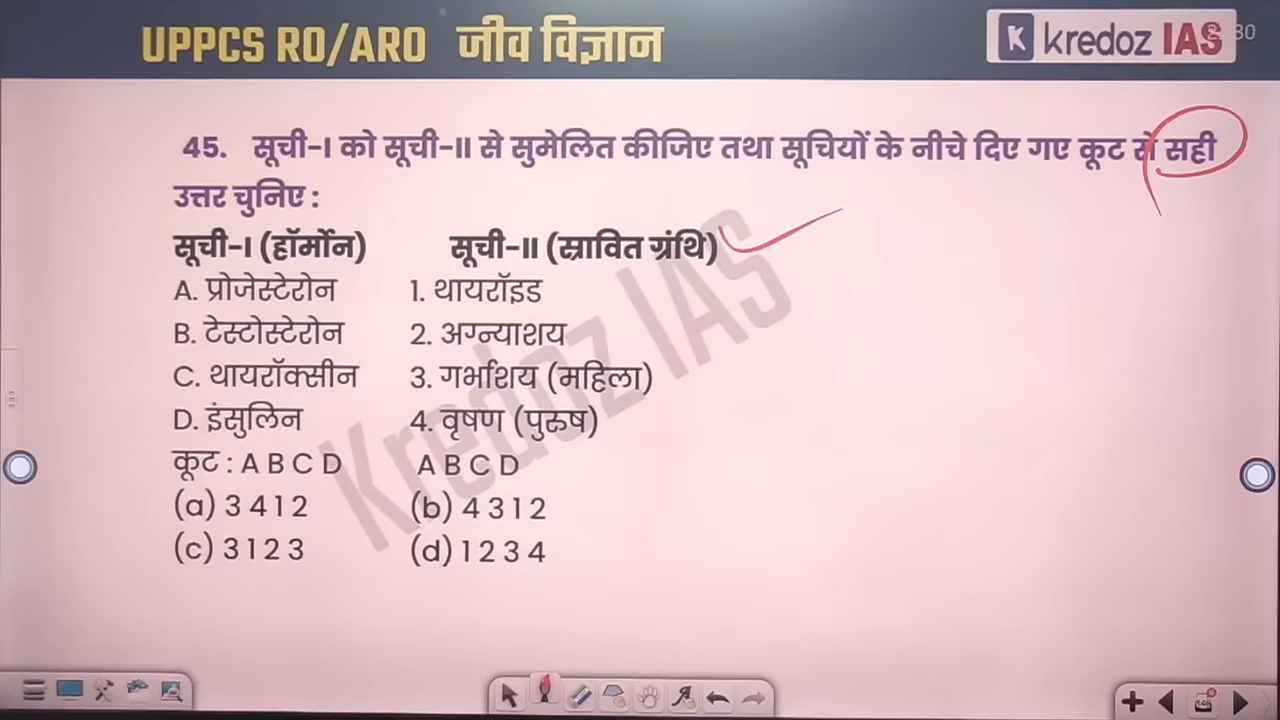 UPPCS RO/ARO जीव विज्ञान
kredoz IAS
45. सूची-I को सूची-II से सुमेलित कीजिए तथा सूचियों के नीचे दिए गए कूट से सही
उत्तर चुनिए :
सूची-I (हॉर्मोन) सूची-II (स्रावित ग्रंथि)
A. प्रोजेस्टेरोन 1. थायरॉइड
B. टेस्टोस्टेरोन 2. अग्न्याशय
C. थायरॉक्सीन 3. गर्भाशय (महिला)
D. इंसुलिन 4. वृषण (पुरुष)
कूट : A B C D A B C D
(a) 3 4 1 2 (b) 4 3 1 2
(c) 3 1 2 3 (d) 1 2 3 4
Kredoz IAS